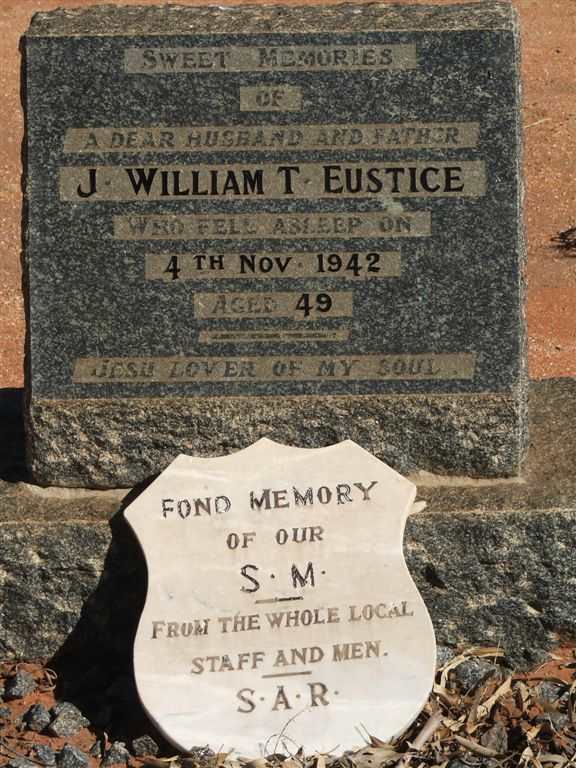 SWEET MEMORIES
OF
A DEAR HUSBAND AND FATHER
J. WILLIAM T. EUSTICE
WHO FELL ASLEEP ON
4TH NOV. 1942
AGED 49
JESU LOVER OF MY SOUL.
FOND MEMORY
OF OUR
S. M.
FROM THE WHOLE LOCAL
STAFF AND MEN.
S.A.R.